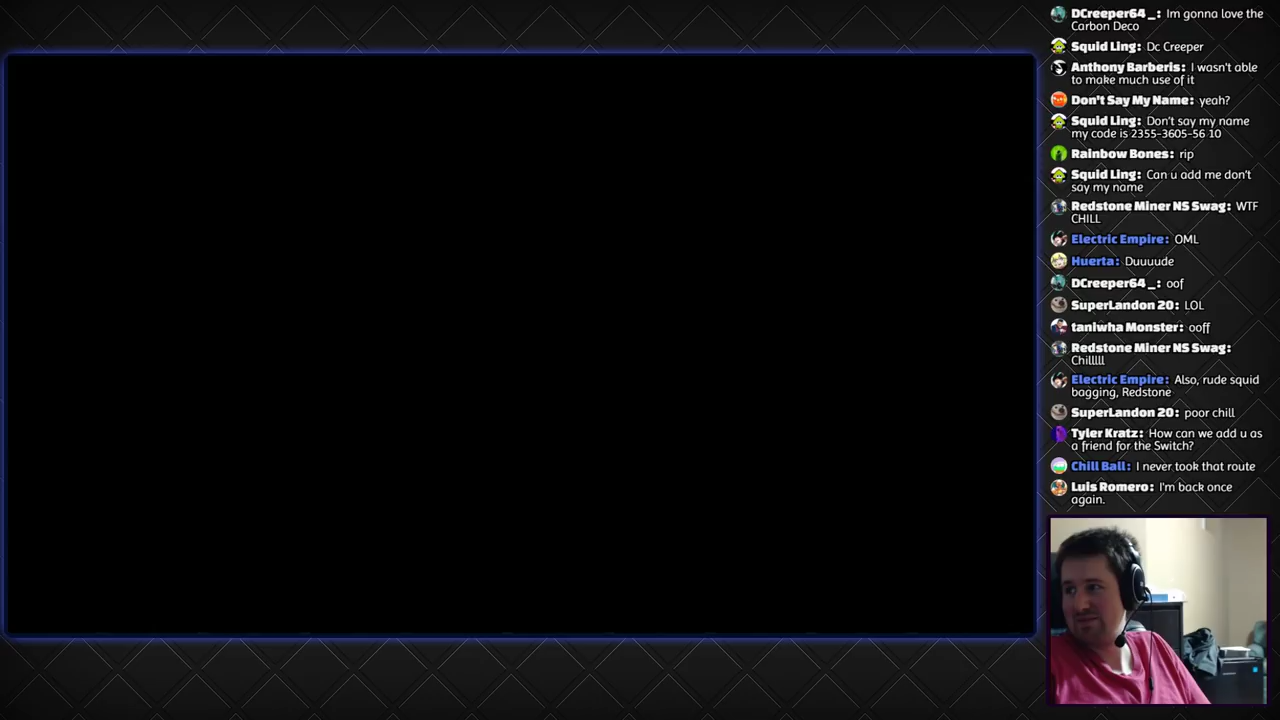 DCreeper64 _: Im gonna love the
Carbon Deco
Squid Ling: Dc Creeper
Anthony Barberis: I wasn't able
to make much use of it
Don't Say My Name: yeah?
Squid Ling: Don't say my name
my code is 2355-3605-56 10
Rainbow Bones: rip
Squid Ling: Can u add me don't
say my name
Redstone Miner NS Swag: WTF
CHILL
Electric Empire: OML
Huerta: Duuuude
DCreeper64 _: oof
SuperLandon 20: LOL
taniwha Monster: ooff
Redstone Miner NS Swag:
Chilllll
Electric Empire: Also, rude squid
bagging, Redstone
SuperLandon 20: poor chill
Tyler Kratz: How can we add u as
a friend for the Switch?
Chill Ball: I never took that route
Luis Romero: I'm back once
again.